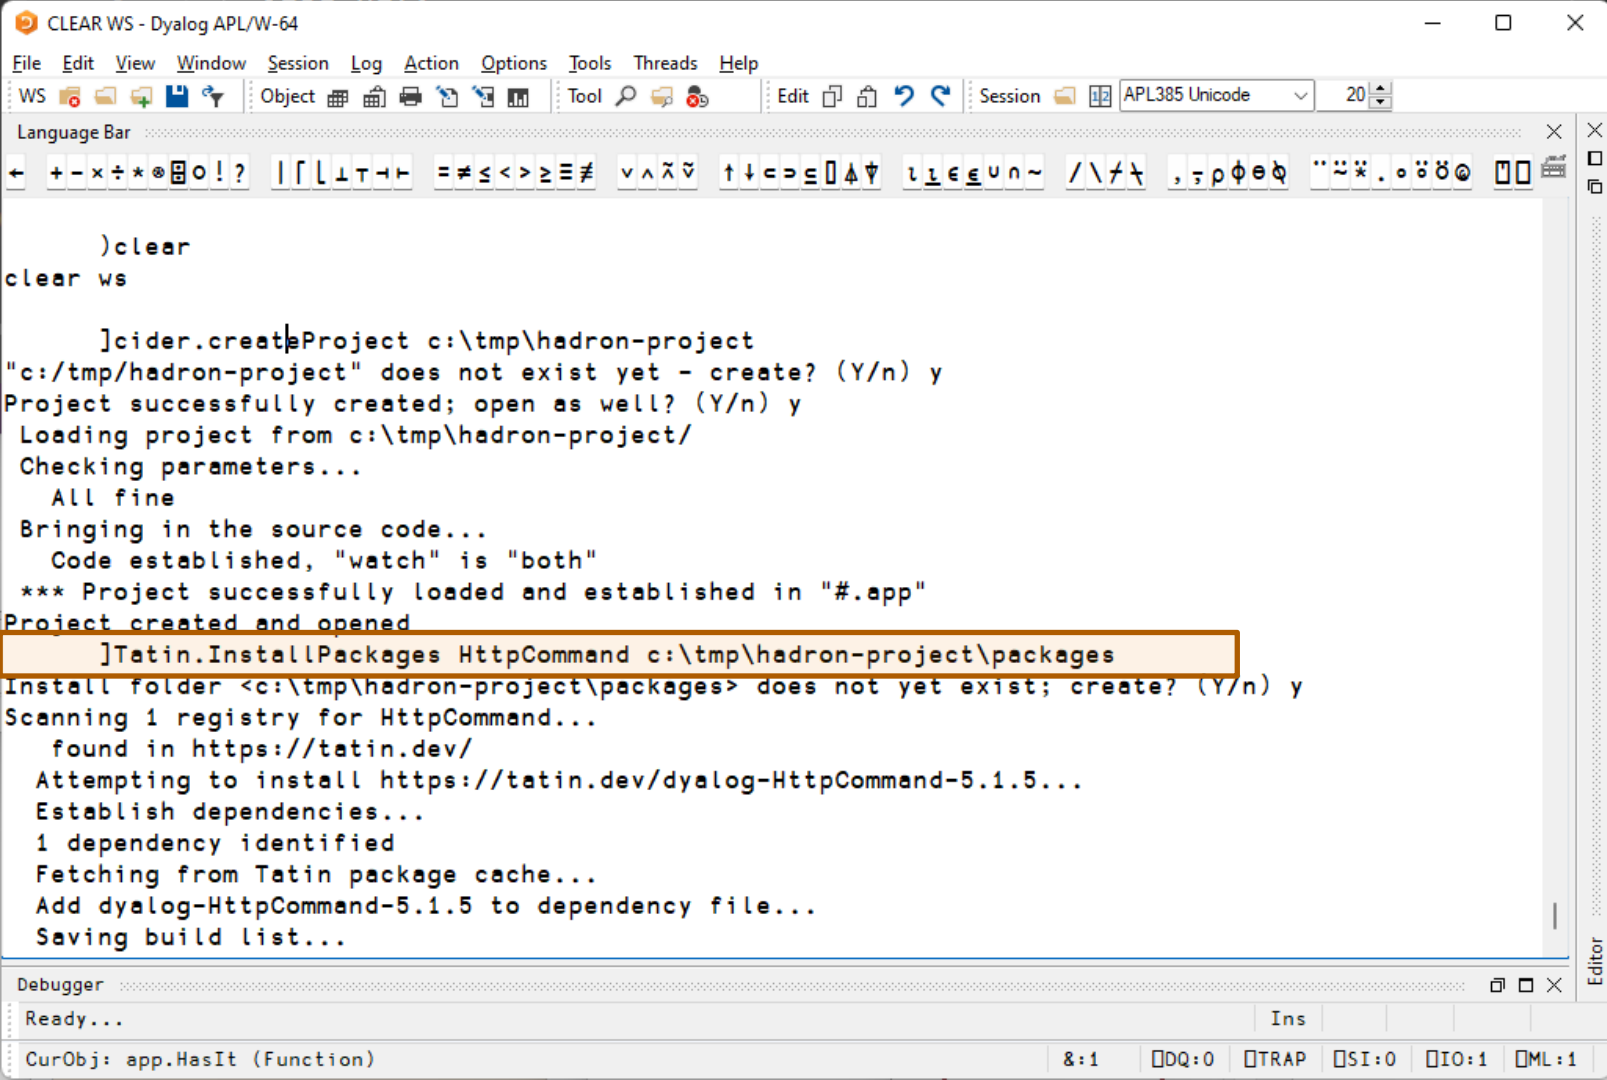 CLEAR WS - Dyalog APL/W-64
File Edit View Window Session Log Action Options Tools Threads Help
WS Object Tool Edit Session APL385 Unicode 20
Language Bar
← + - × ÷ * ⍟ ⌹ ○ ! ? | ⌈ ⌊ ⊥ ⊤ ⊣ ⊢ = ≠ ≤ < > ≥ ≡ ≢ ∨ ∧ ⍲ ⍱ ↑ ↓ ⊂ ⊃ ⊆ ⌷ ⍋ ⍒ ⍳ ⍸ ∊ ⍷ ∪ ∩ ~ / \ ⌿ ⍀ , ⍪ ⍴ ⌽ ⊖ ⍉ ¨ ⍨ ⍣ . ∘ ⍤ ⍥ @ ⍞ ⎕
)clear
clear ws
]cider.createProject c:\tmp\hadron-project
"c:/tmp/hadron-project" does not exist yet - create? (Y/n) y
Project successfully created; open as well? (Y/n) y
Loading project from c:\tmp\hadron-project/
Checking parameters...
All fine
Bringing in the source code...
Code established, "watch" is "both"
*** Project successfully loaded and established in "#.app"
Project created and opened
]Tatin.InstallPackages HttpCommand c:\tmp\hadron-project\packages
Install folder <c:\tmp\hadron-project\packages> does not yet exist; create? (Y/n) y
Scanning 1 registry for HttpCommand...
found in https://tatin.dev/
Attempting to install https://tatin.dev/dyalog-HttpCommand-5.1.5...
Establish dependencies...
1 dependency identified
Fetching from Tatin package cache...
Add dyalog-HttpCommand-5.1.5 to dependency file...
Saving build list...
Editor
Debugger
Ready...
Ins
CurObj: app.HasIt (Function)
&:1 ⎕DQ:0 ⎕TRAP ⎕SI:0 ⎕IO:1 ⎕ML:1